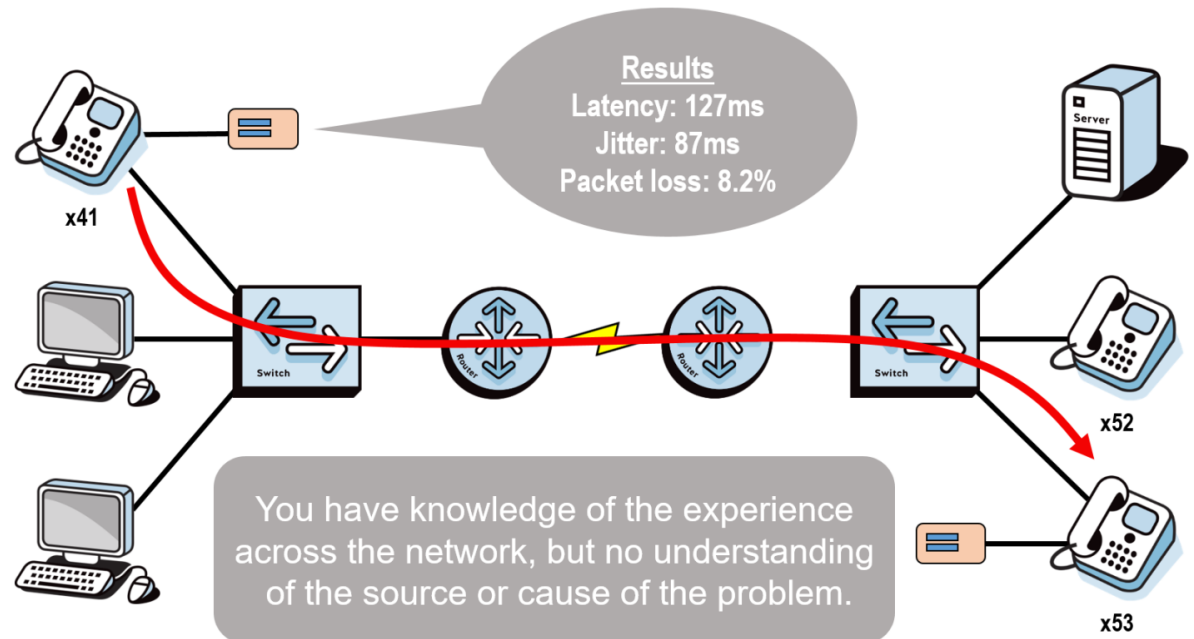 Results
Latency: 127ms
Jitter: 87ms
Packet loss: 8.2%
Server
x41
Switch
Router
Router
Switch
x52
You have knowledge of the experience
across the network, but no understanding
of the source or cause of the problem.
x53